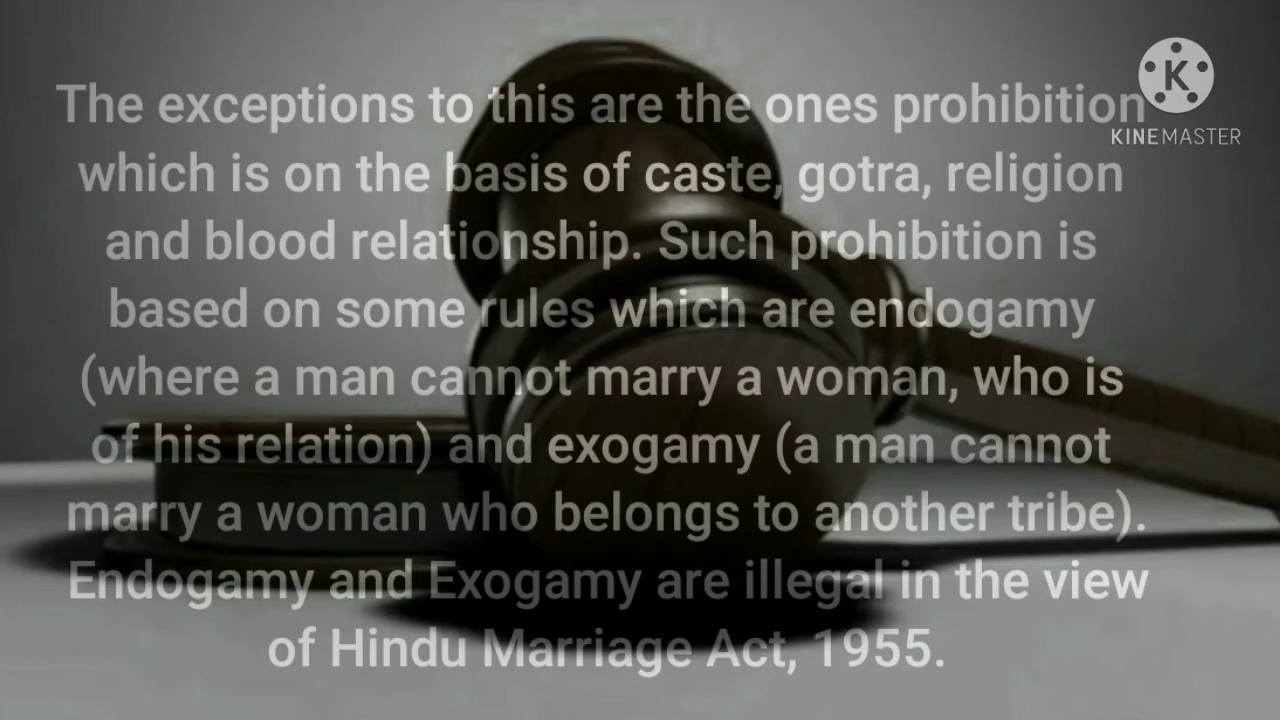 The exceptions to this are the ones prohibition
which is on the basis of caste, gotra, religion
and blood relationship. Such prohibition is
based on some rules which are endogamy
(where a man cannot marry a woman, who is
of his relation) and exogamy (a man cannot
marry a woman who belongs to another tribe).
Endogamy and Exogamy are illegal in the view
of Hindu Marriage Act, 1955.
K
KINEMASTER